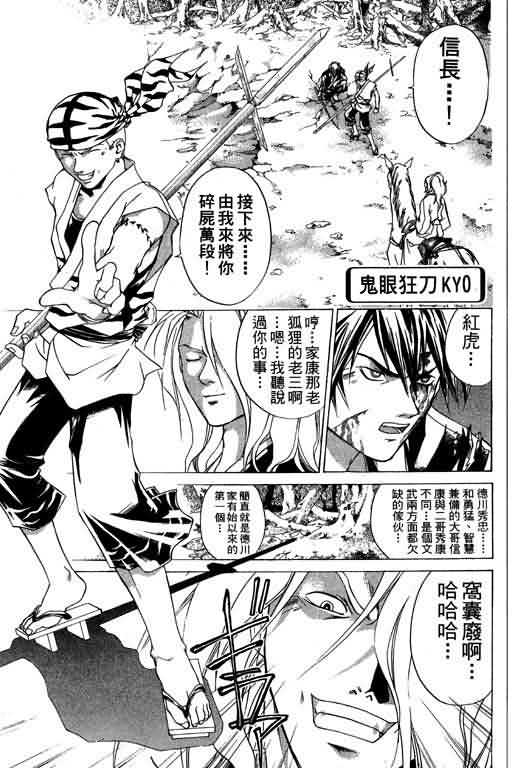 信長⋯⋯!
接下來⋯⋯
由我來將你
碎屍萬段!
鬼眼狂刀KYO
紅虎⋯
哼⋯家康那老
狐狸的老三啊
⋯嗯⋯我聽說
過你的事⋯
德川秀忠⋯⋯
和勇猛、智慧
兼備的大哥信
康與二哥秀康
不同⋯是個文
武兩方面都欠
缺的傢伙⋯
簡直就是德川
家有始以來的
第一個⋯
窩囊廢啊⋯
哈哈哈⋯